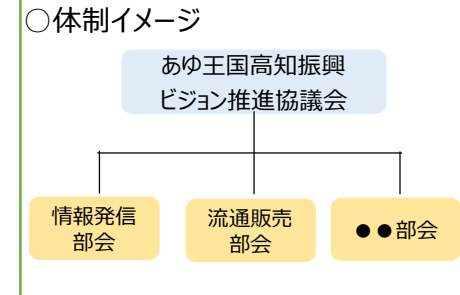 ○体制イメージ
あゆ王国高知振興
ビジョン推進協議会
情報発信
部会
流通販売
部会
●●部会